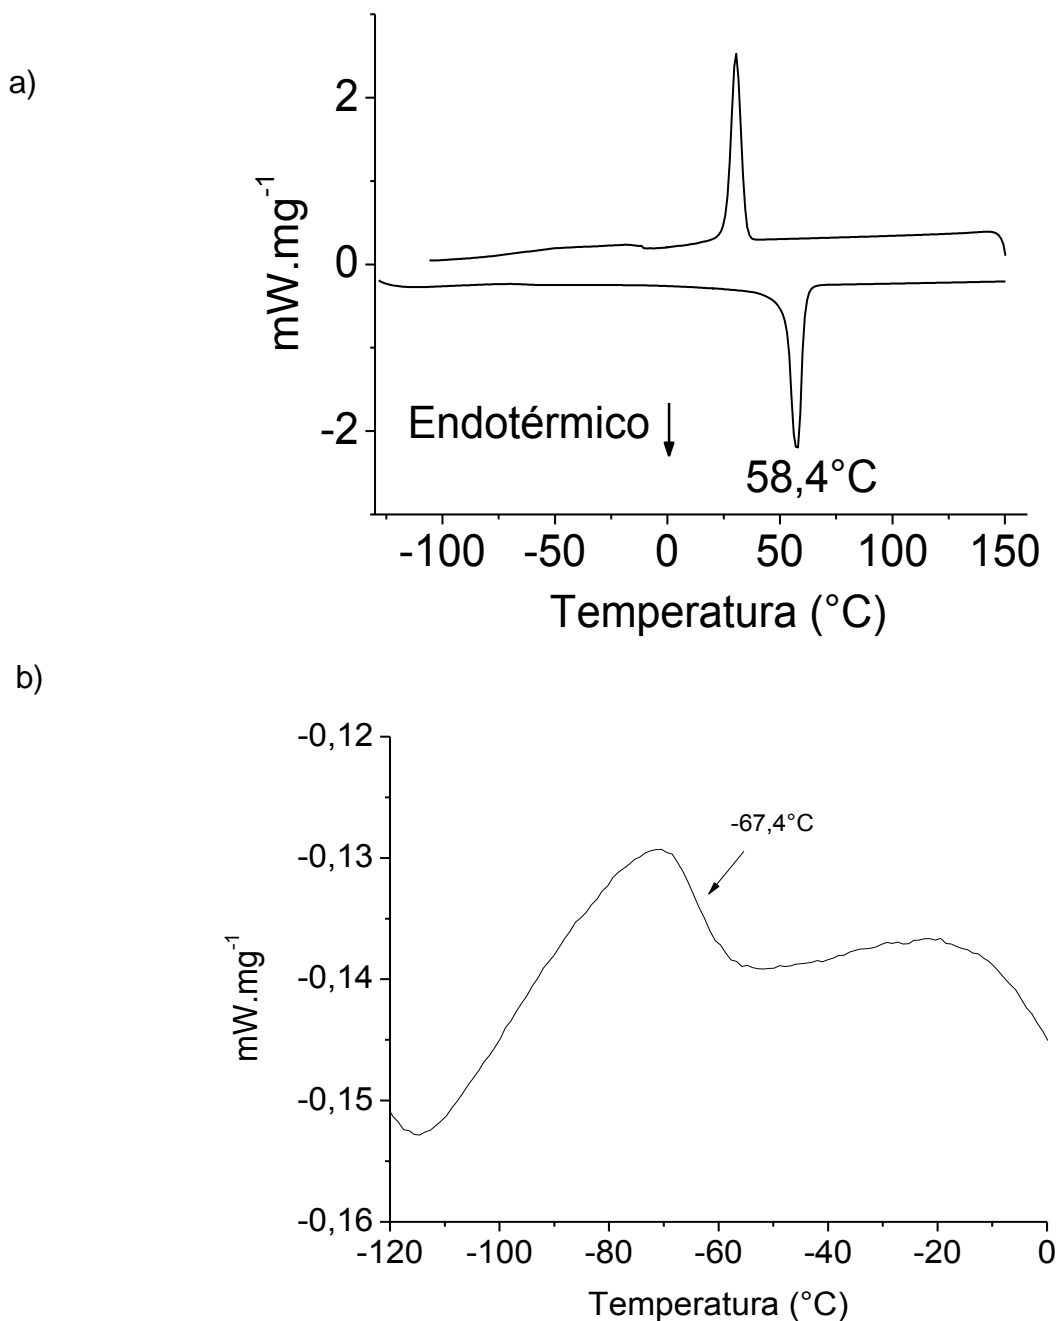 a)
2
0
-2
mW.mg-1
Endotérmico
58,4°C
-100 -50 0 50 100 150
Temperatura (°C)
b)
-0,12
-0,13
-0,14
-0,15
-0,16
mW.mg-1
-67,4°C
-120 -100 -80 -60 -40 -20 0
Temperatura (°C)